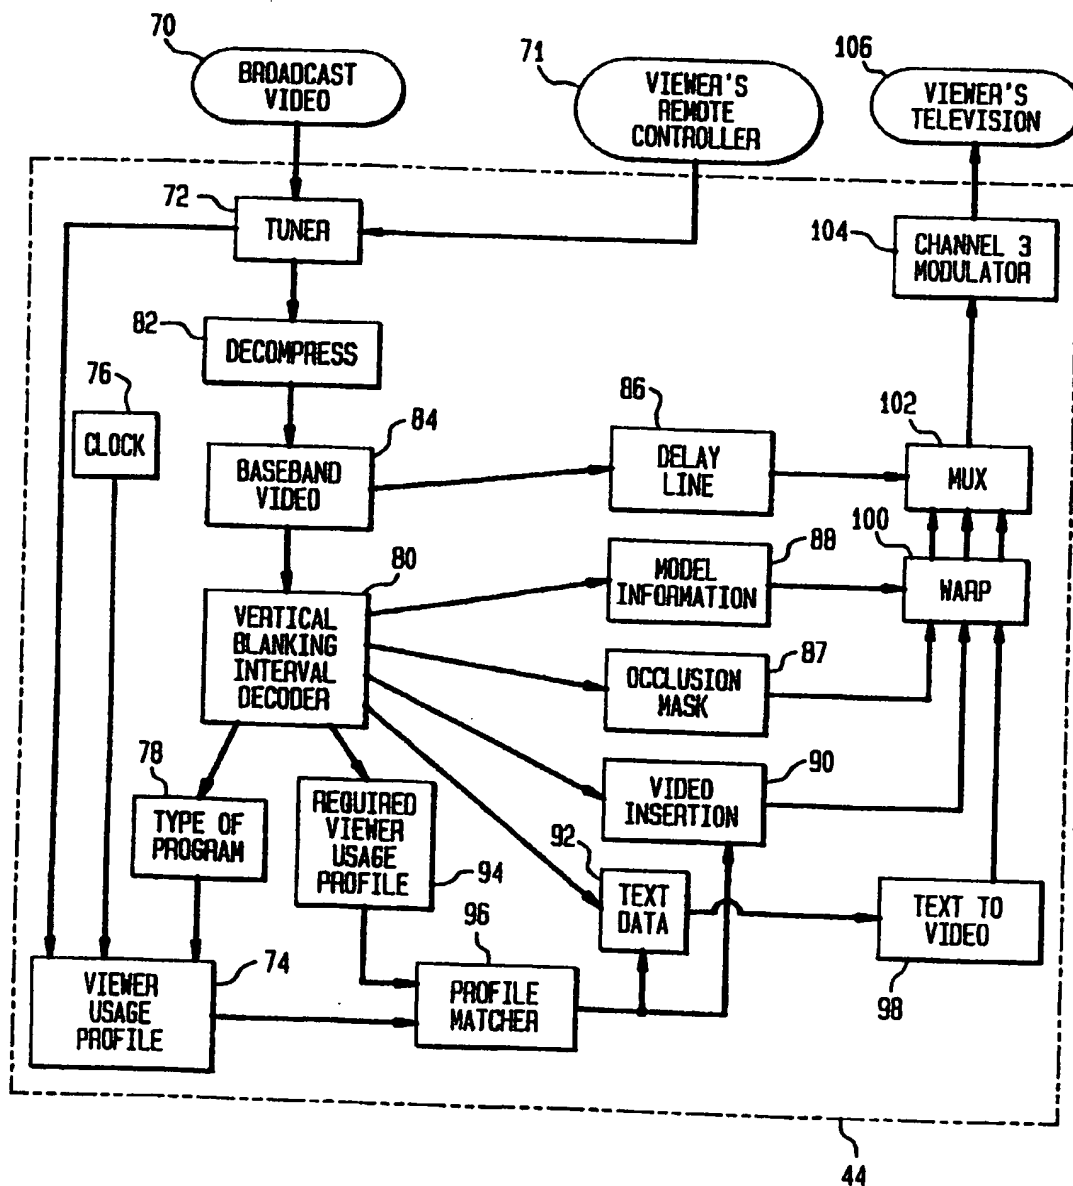 70
BROADCAST
VIDEO
71
VIEWER'S
REMOTE
CONTROLLER
106
VIEWER'S
TELEVISION
72
TUNER
104
CHANNEL 3
MODULATOR
82
DECOMPRESS
76
CLOCK
84
BASEBAND
VIDEO
86
DELAY
LINE
102
MUX
80
VERTICAL
BLANKING
INTERVAL
DECODER
88
MODEL
INFORMATION
100
WARP
87
OCCLUSION
MASK
78
TYPE OF
PROGRAM
REQUIRED
VIEWER
USAGE
PROFILE
94
90
VIDEO
INSERTION
92
TEXT
DATA
TEXT TO
VIDEO
98
74
VIEWER
USAGE
PROFILE
96
PROFILE
MATCHER
44